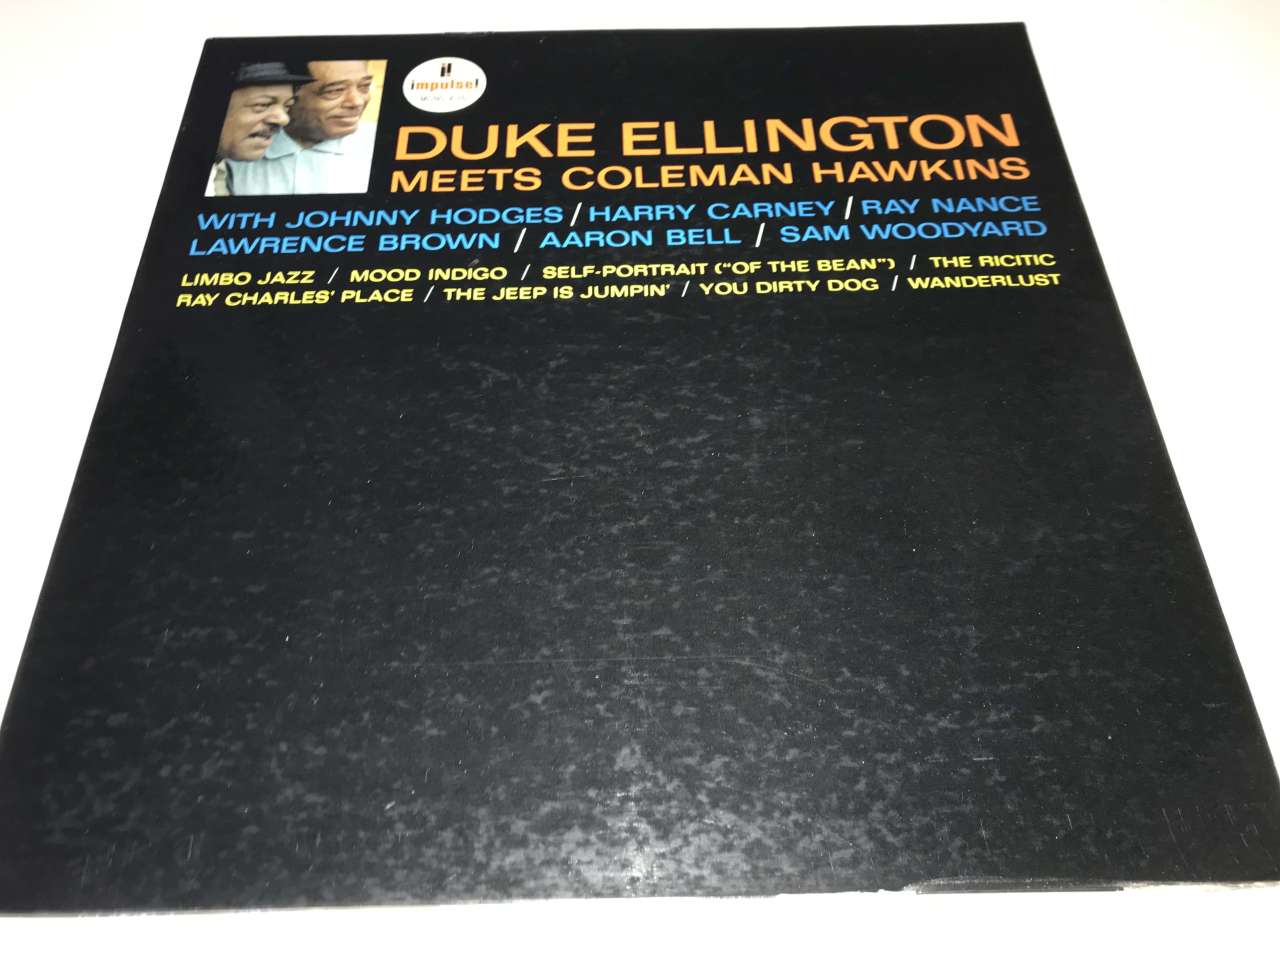 impulse!
DUKE ELLINGTON
MEETS COLEMAN HAWKINS
WITH JOHNNY HODGES / HARRY CARNEY / RAY NANCE
LAWRENCE BROWN / AARON BELL / SAM WOODYARD
LIMBO JAZZ / MOOD INDIGO / SELF-PORTRAIT (“OF THE BEAN”) / THE RICITIC
RAY CHARLES’ PLACE / THE JEEP IS JUMPIN’ / YOU DIRTY DOG / WANDERLUST